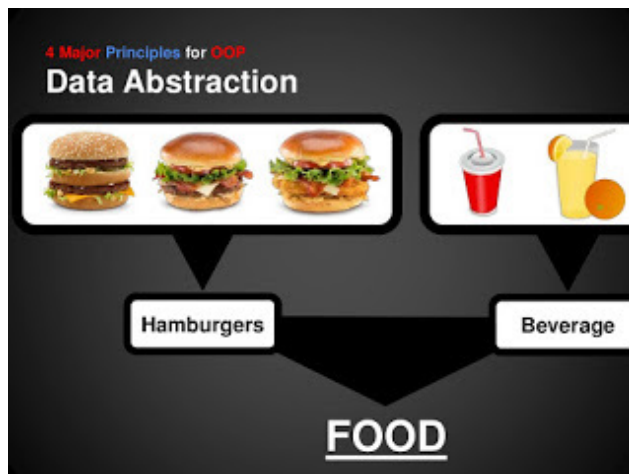 4 Major Principles for OOP
Data Abstraction
Hamburgers
Beverage
FOOD